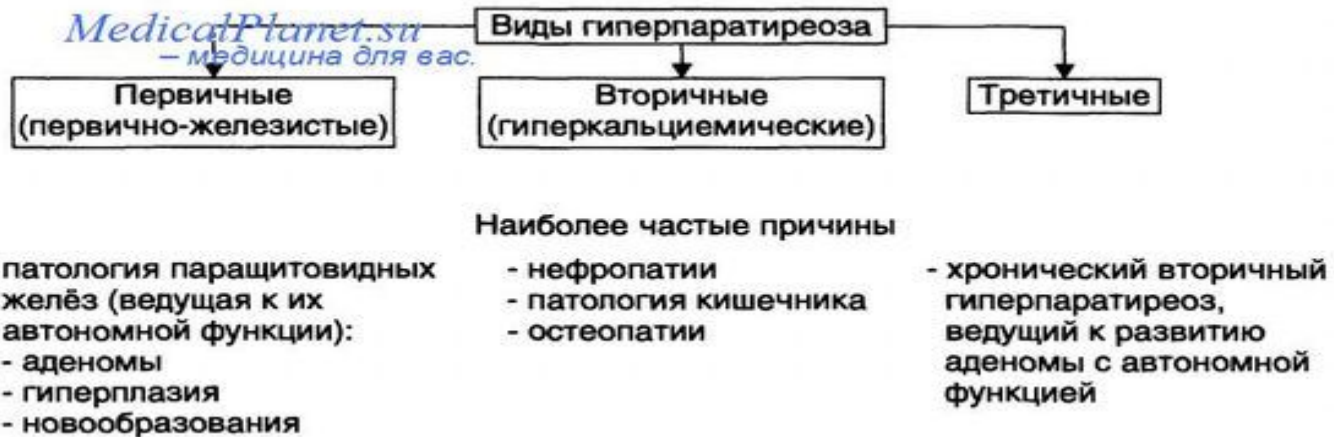 MedicalPlanet.su
– медицина для вас.
Виды гиперпаратиреоза
Первичные
(первично-железистые)
Вторичные
(гиперкальциемические)
Третичные
Наиболее частые причины
патология паращитовидных
желёз (ведущая к их
автономной функции):
- аденомы
- гиперплазия
- новообразования
- нефропатии
- патология кишечника
- остеопатии
- хронический вторичный
гиперпаратиреоз,
ведущий к развитию
аденомы с автономной
функцией